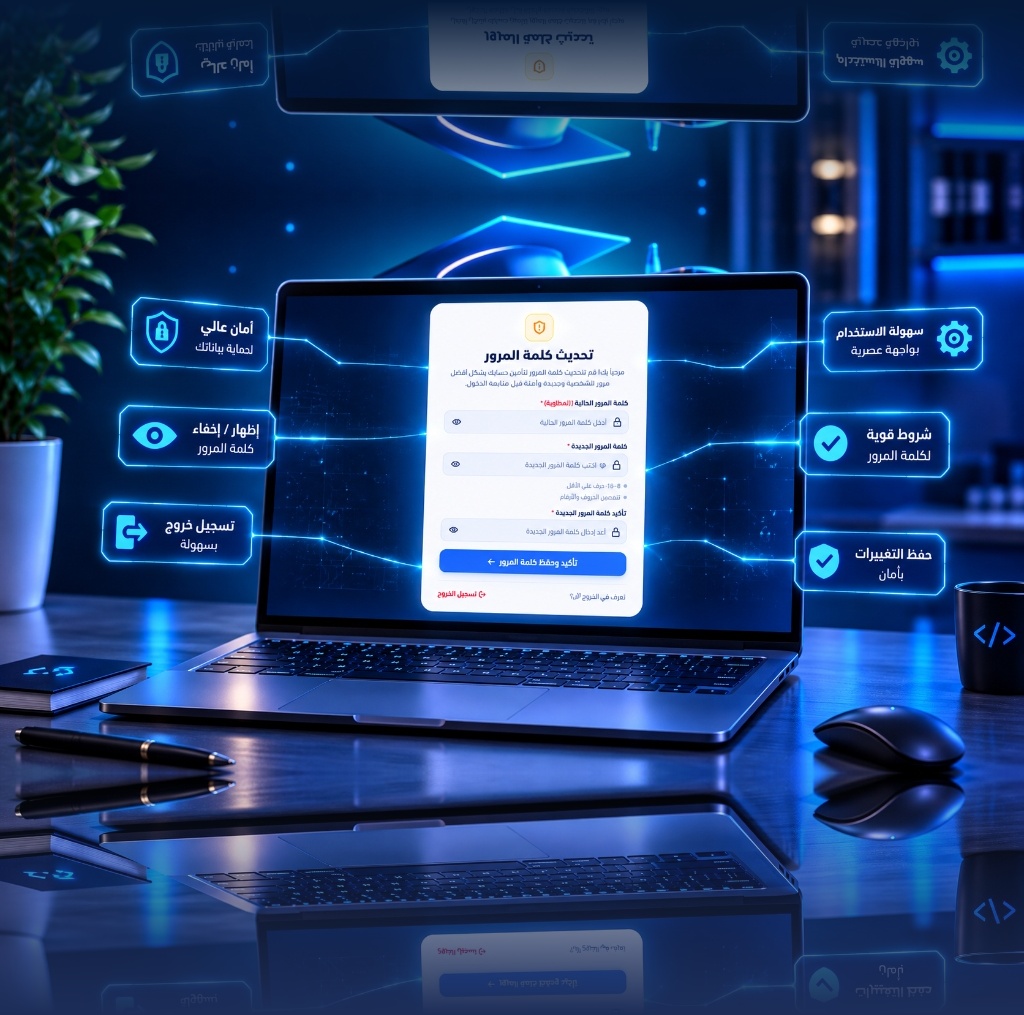 تحديث كلمة المرور
كلمة المرور الحالية (المطلوبة) *
أدخل كلمة المرور الحالية
كلمة المرور الجديدة *
اكتب كلمة المرور الجديدة
تأكيد كلمة المرور الجديدة *
أعد إدخال كلمة المرور الجديدة
تأكيد وحفظ كلمة المرور ←
تسجيل الخروج
سهولة الاستخدام
بواجهة عصرية
شروط قوية
لكلمة المرور
حفظ التغييرات
بأمان
أمان عالي
لحماية بياناتك
إظهار / إخفاء
كلمة المرور
تسجيل خروج
بسهولة
</>